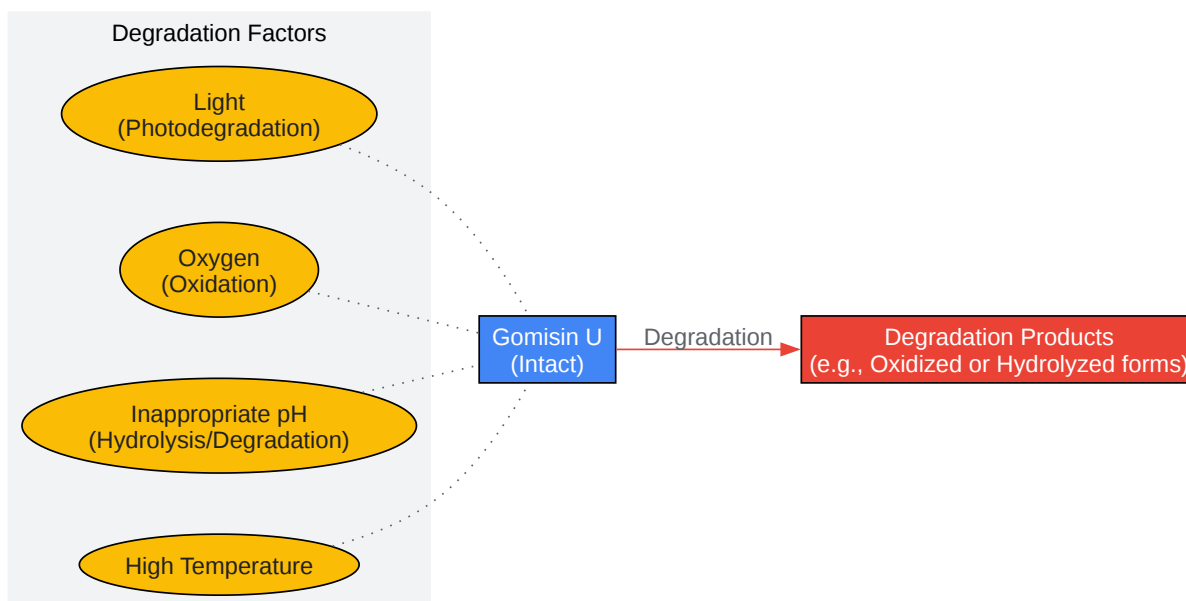 Degradation Factors
Light
(Photodegradation)
Oxygen
(Oxidation)
Inappropriate pH
(Hydrolysis/Degradation)
High Temperature
Gomisin U
(Intact)
Degradation
Degradation Products
(e.g., Oxidized or Hydrolyzed forms)